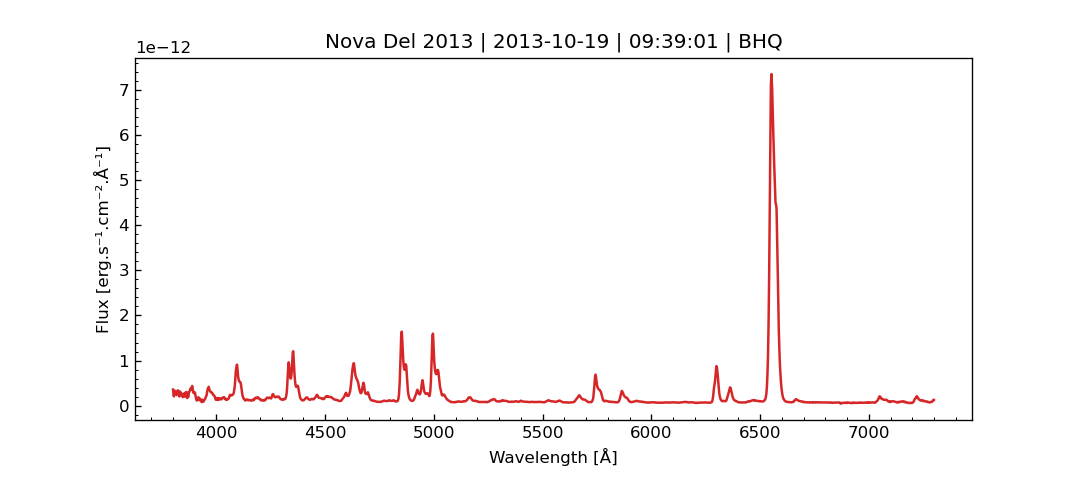 Nova Del 2013 | 2013-10-19 | 09:39:01 | BHQ
1e−12
7
6
5
4
3
2
1
0
Flux [erg.s⁻¹.cm⁻².Å⁻¹]
4000 4500 5000 5500 6000 6500 7000
Wavelength [Å]